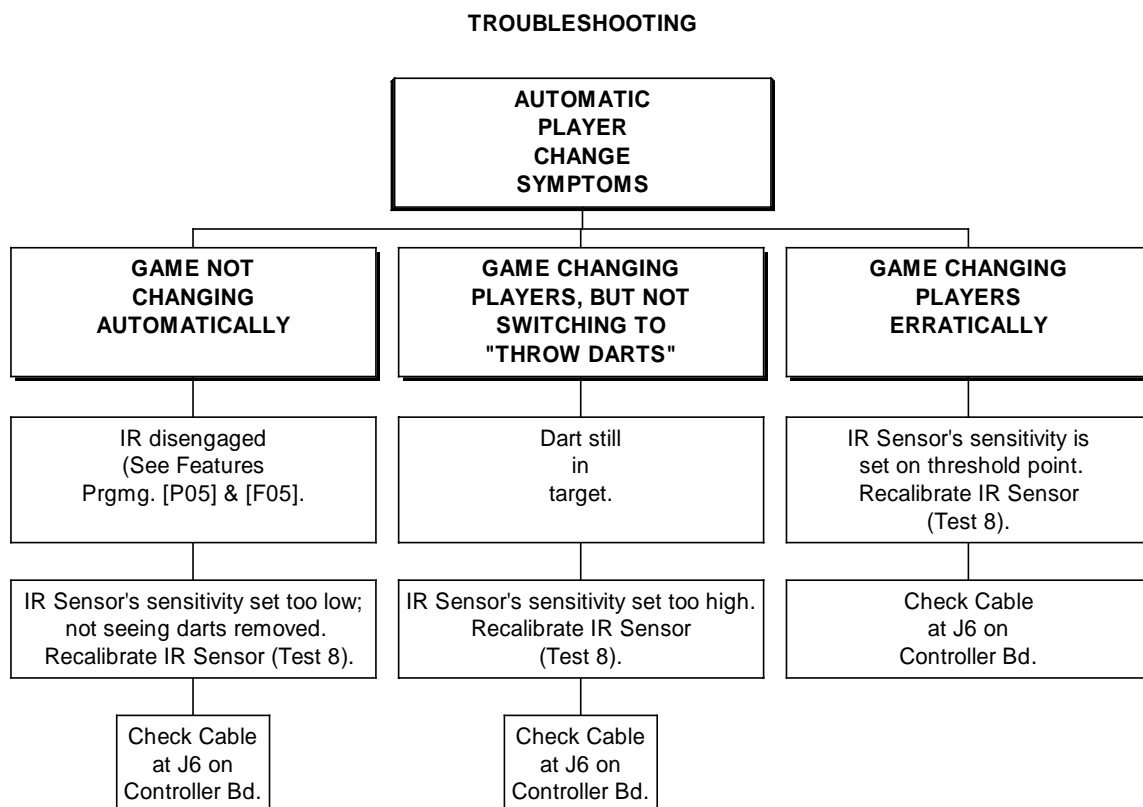 TROUBLESHOOTING
AUTOMATIC
PLAYER
CHANGE
SYMPTOMS
GAME NOT
CHANGING
AUTOMATICALLY
GAME CHANGING
PLAYERS, BUT NOT
SWITCHING TO
"THROW DARTS"
GAME CHANGING
PLAYERS
ERRATICALLY
IR disengaged
(See Features
Prgmg. [P05] & [F05].
Dart still
in
target.
IR Sensor's sensitivity is
set on threshold point.
Recalibrate IR Sensor
(Test 8).
IR Sensor's sensitivity set too low;
not seeing darts removed.
Recalibrate IR Sensor (Test 8).
IR Sensor's sensitivity set too high.
Recalibrate IR Sensor
(Test 8).
Check Cable
at J6 on
Controller Bd.
Check Cable
at J6 on
Controller Bd.
Check Cable
at J6 on
Controller Bd.